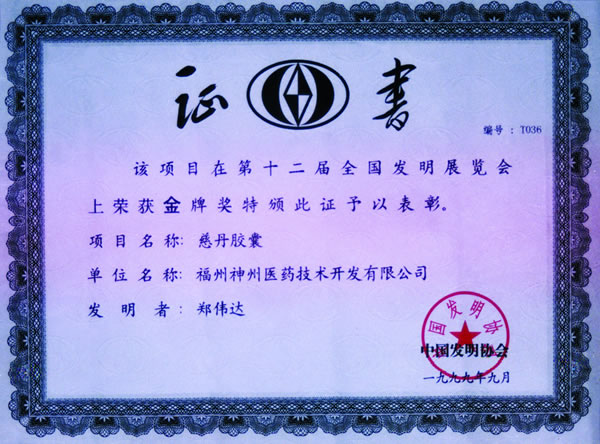 证书
编号：T036
该项目在第十二届全国发明展览会
上荣获金牌奖特颁此证予以表彰。
项目名称:慈丹胶囊
单位名称:福州神州医药技术开发有限公司
发明者:郑伟达
国发明协
中国发明协会
一九九九年九月